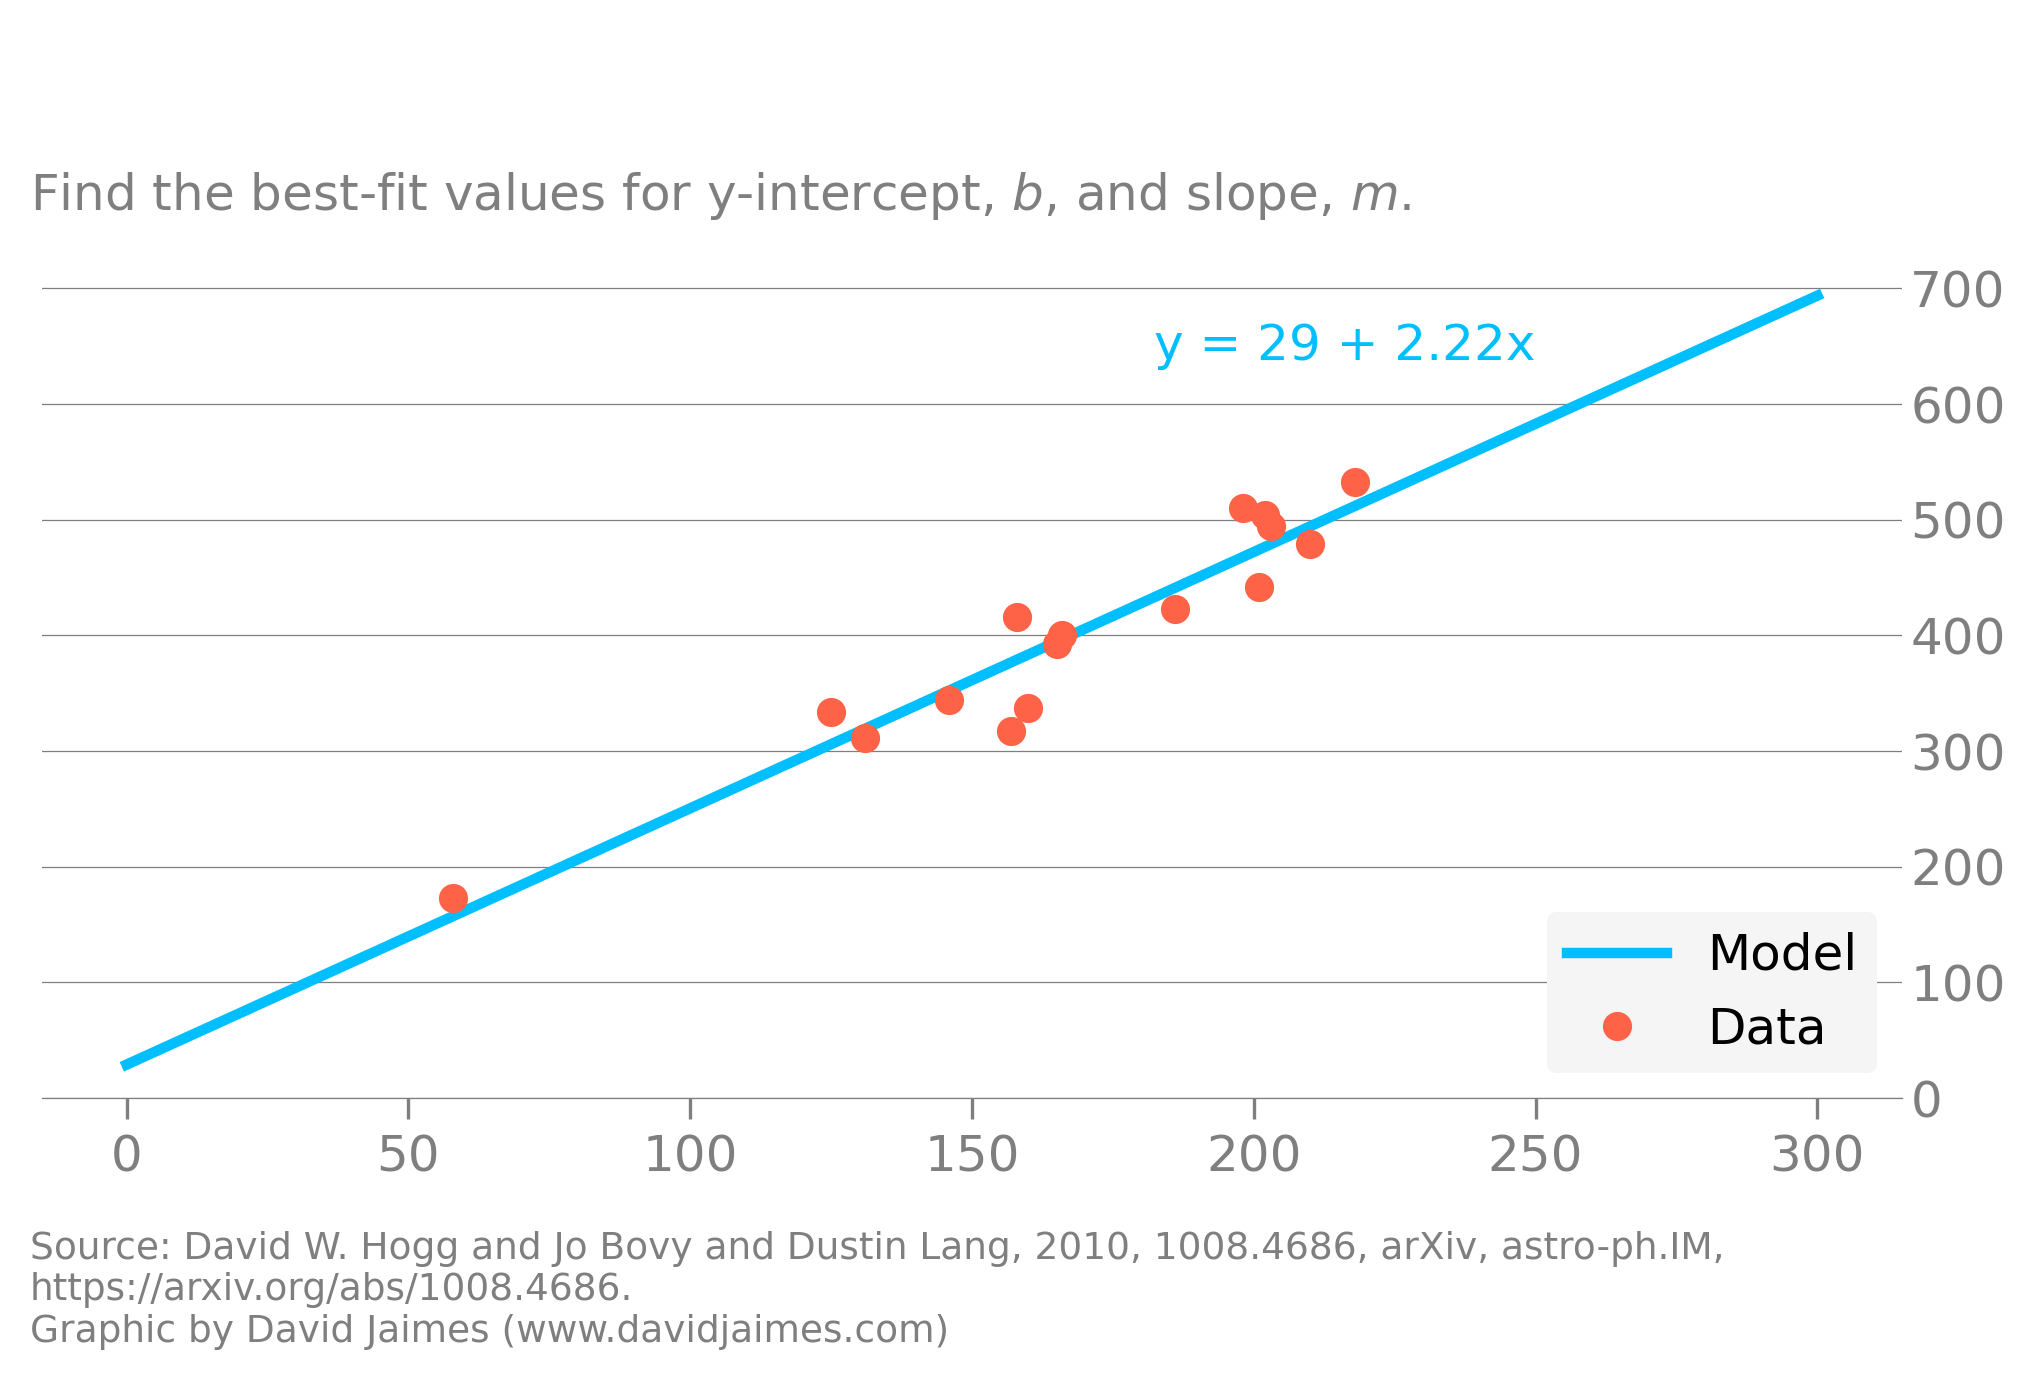 Find the best-fit values for y-intercept, b, and slope, m.
700
y = 29 + 2.22x
600
500
400
300
200
Model
100
Data
0
0 50 100 150 200 250 300
Source: David W. Hogg and Jo Bovy and Dustin Lang, 2010, 1008.4686, arXiv, astro-ph.IM,
https://arxiv.org/abs/1008.4686.
Graphic by David Jaimes (www.davidjaimes.com)